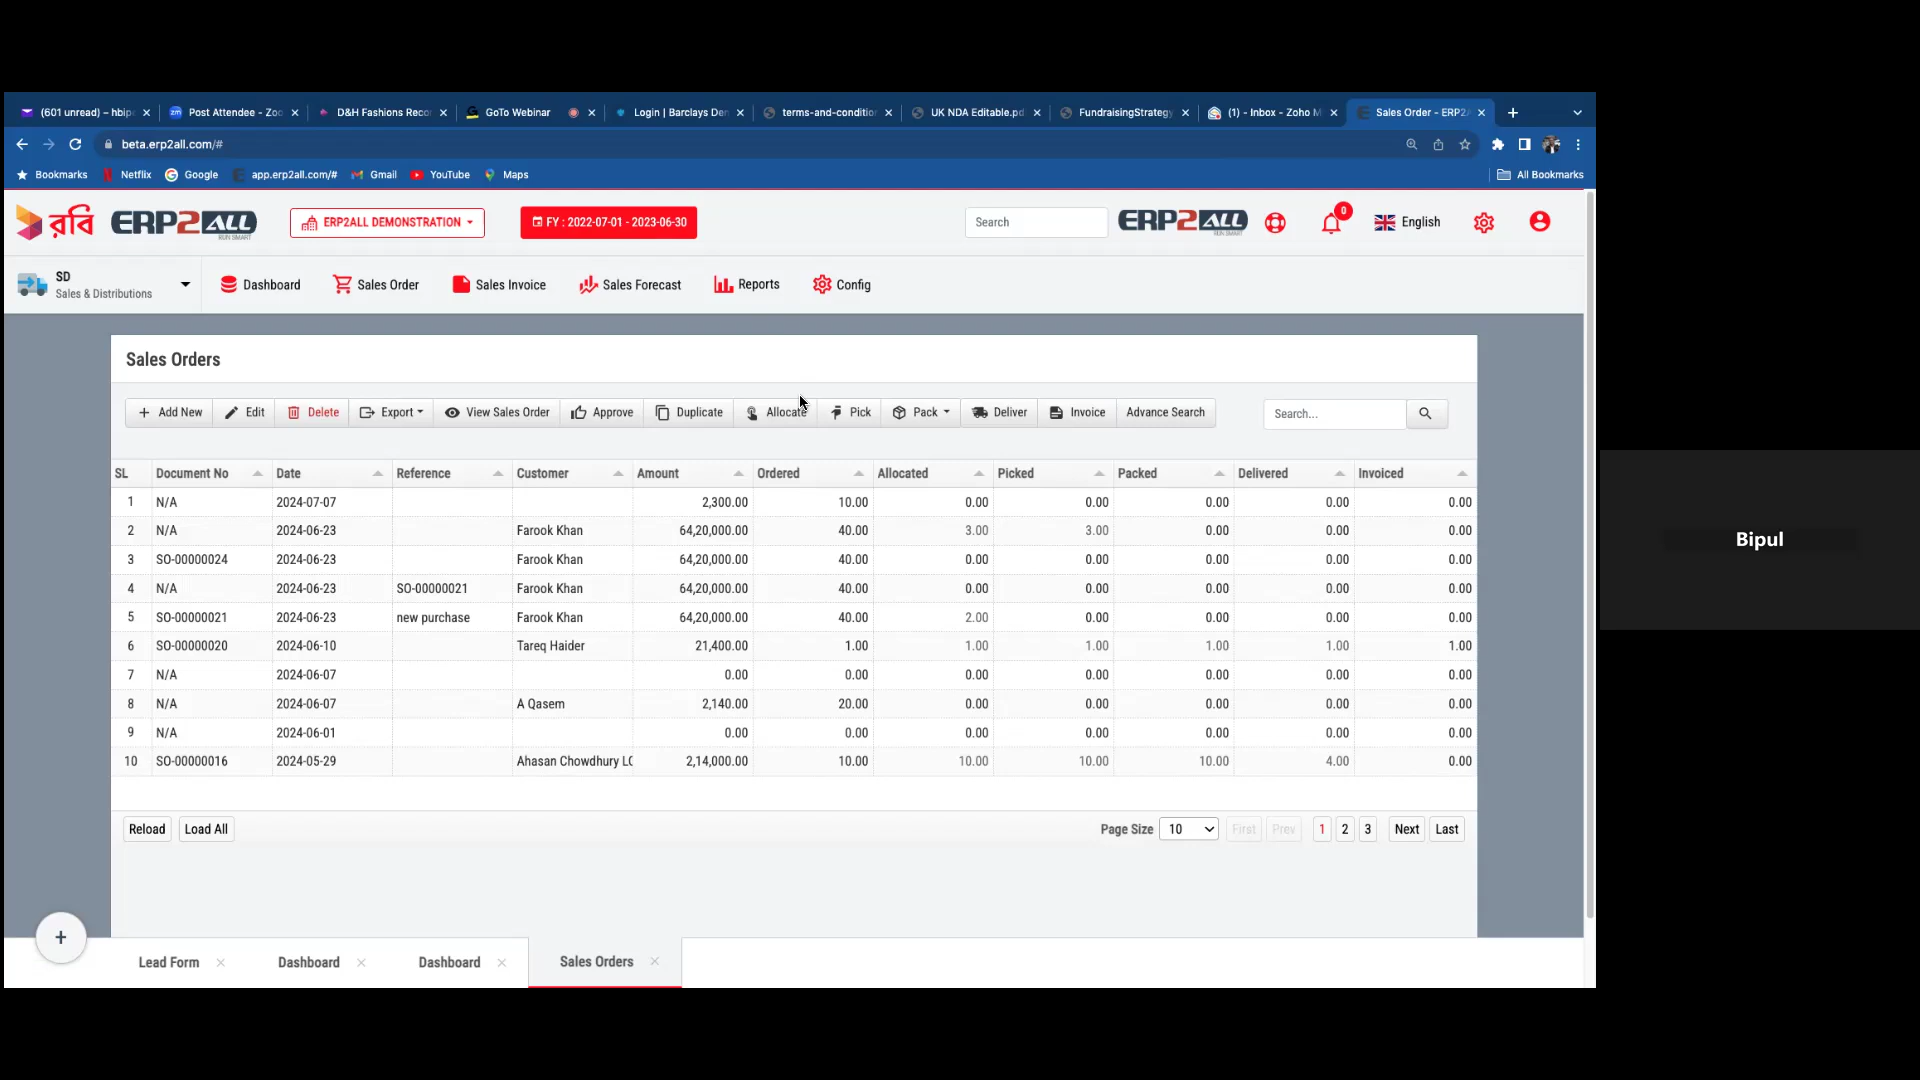 (601 unread) – hbip
Post Attendee - Zoo
D&H Fashions Reco
GoTo Webinar
Login | Barclays De
terms-and-conditio
UK NDA Editable.pd
FundraisingStrategy
(1) - Inbox - Zoho M
Sales Order - ERP2
beta.erp2all.com/#
Bookmarks
Netflix
Google
app.erp2all.com/#
Gmail
YouTube
Maps
All Bookmarks
রবি
ERP2ALL
RUN SMART
ERP2ALL DEMONSTRATION
FY : 2022-07-01 - 2023-06-30
Search
ERP2ALL
RUN SMART
0
English
SD
Sales & Distributions
Dashboard
Sales Order
Sales Invoice
Sales Forecast
Reports
Config
Sales Orders
Add New
Edit
Delete
Export
View Sales Order
Approve
Duplicate
Allocate
Pick
Pack
Deliver
Invoice
Advance Search
Search...
SL Document No Date Reference Customer Amount Ordered Allocated Picked Packed Delivered Invoiced
1 N/A 2024-07-07 2,300.00 10.00 0.00 0.00 0.00 0.00 0.00
2 N/A 2024-06-23 Farook Khan 64,20,000.00 40.00 3.00 3.00 0.00 0.00 0.00
3 SO-00000024 2024-06-23 Farook Khan 64,20,000.00 40.00 0.00 0.00 0.00 0.00 0.00
4 N/A 2024-06-23 SO-00000021 Farook Khan 64,20,000.00 40.00 0.00 0.00 0.00 0.00 0.00
5 SO-00000021 2024-06-23 new purchase Farook Khan 64,20,000.00 40.00 2.00 0.00 0.00 0.00 0.00
6 SO-00000020 2024-06-10 Tareq Haider 21,400.00 1.00 1.00 1.00 1.00 1.00 1.00
7 N/A 2024-06-07 0.00 0.00 0.00 0.00 0.00 0.00 0.00
8 N/A 2024-06-07 A Qasem 2,140.00 20.00 0.00 0.00 0.00 0.00 0.00
9 N/A 2024-06-01 0.00 0.00 0.00 0.00 0.00 0.00 0.00
10 SO-00000016 2024-05-29 Ahasan Chowdhury LC 2,14,000.00 10.00 10.00 10.00 10.00 4.00 0.00
Reload
Load All
Page Size 10 First Prev 1 2 3 Next Last
Lead Form
Dashboard
Dashboard
Sales Orders
Bipul